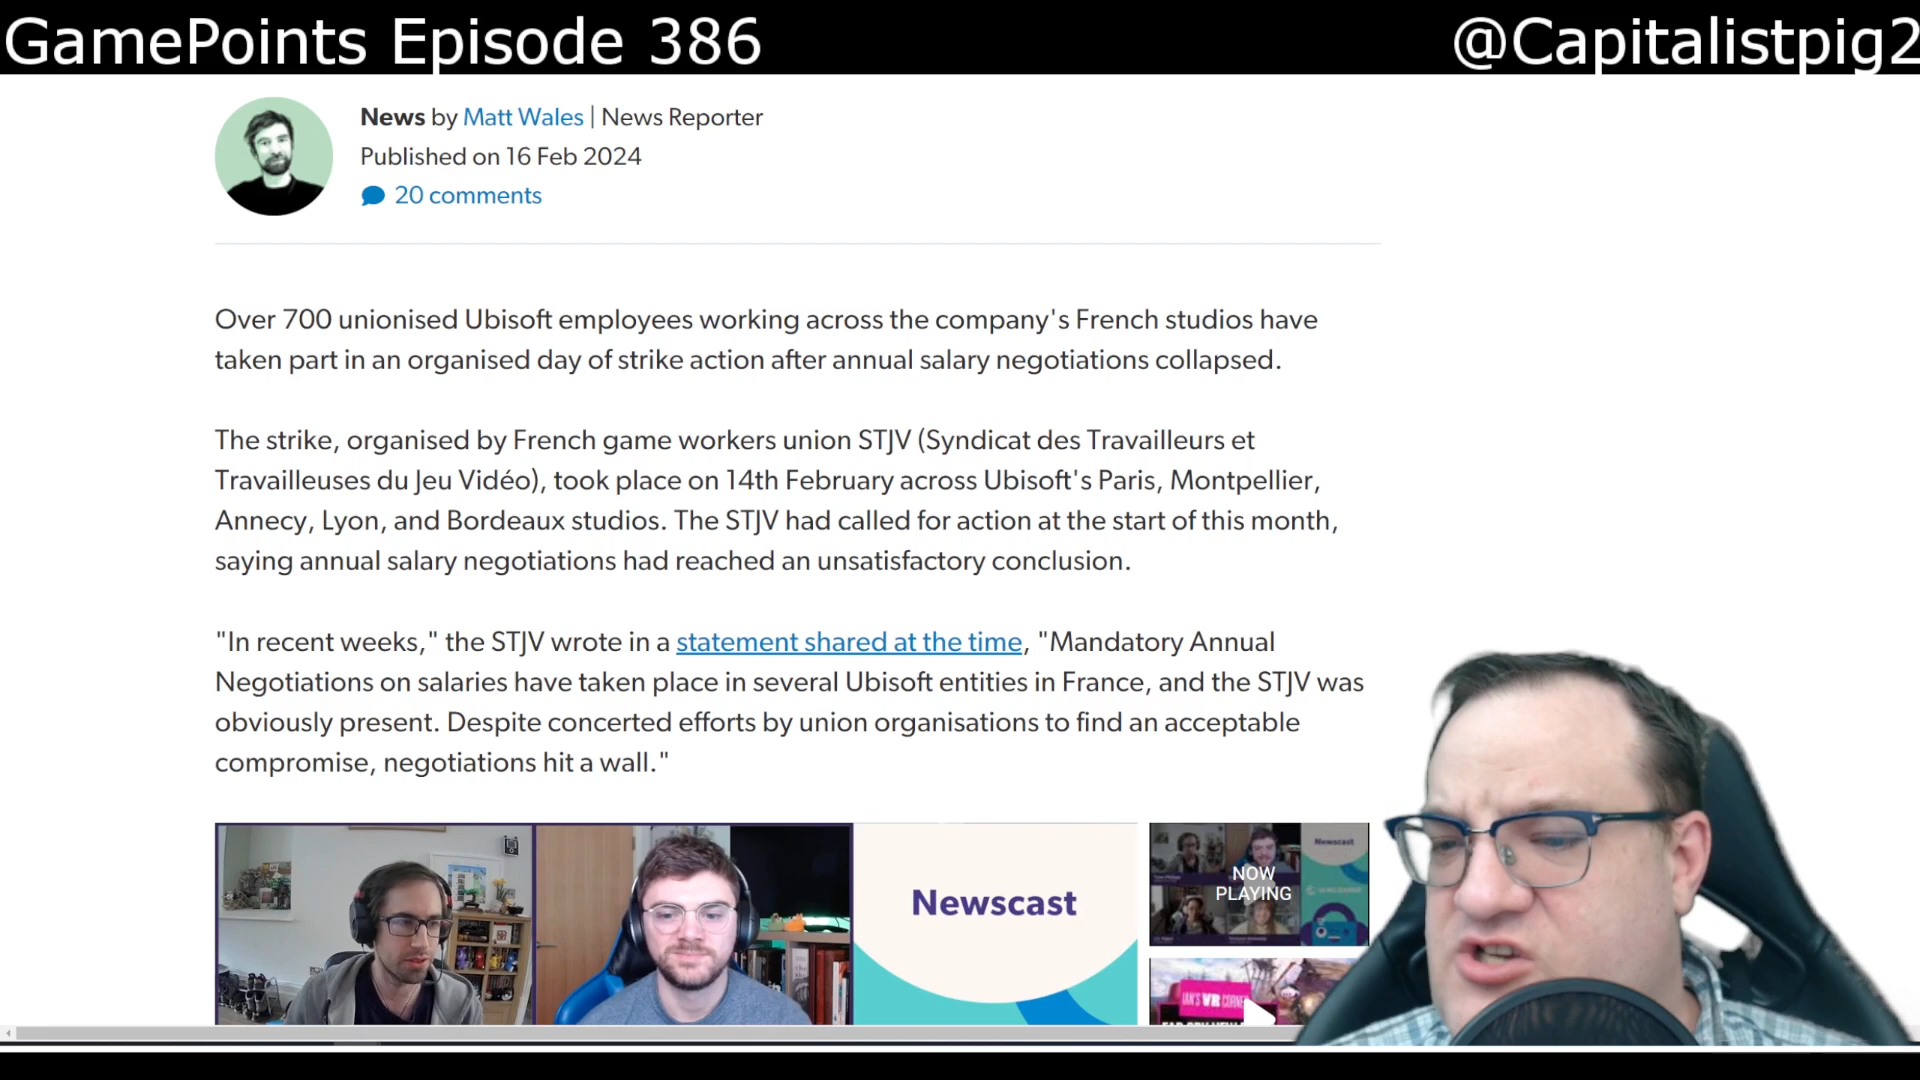 GamePoints Episode 386
@Capitalistpig2
News by Matt Wales | News Reporter
Published on 16 Feb 2024
20 comments
Over 700 unionised Ubisoft employees working across the company's French studios have
taken part in an organised day of strike action after annual salary negotiations collapsed.
The strike, organised by French game workers union STJV (Syndicat des Travailleurs et
Travailleuses du Jeu Vidéo), took place on 14th February across Ubisoft's Paris, Montpellier,
Annecy, Lyon, and Bordeaux studios. The STJV had called for action at the start of this month,
saying annual salary negotiations had reached an unsatisfactory conclusion.
"In recent weeks," the STJV wrote in a statement shared at the time, "Mandatory Annual
Negotiations on salaries have taken place in several Ubisoft entities in France, and the STJV was
obviously present. Despite concerted efforts by union organisations to find an acceptable
compromise, negotiations hit a wall."
Newscast
Newscast
NOW
PLAYING
IAN'S VR CORNER